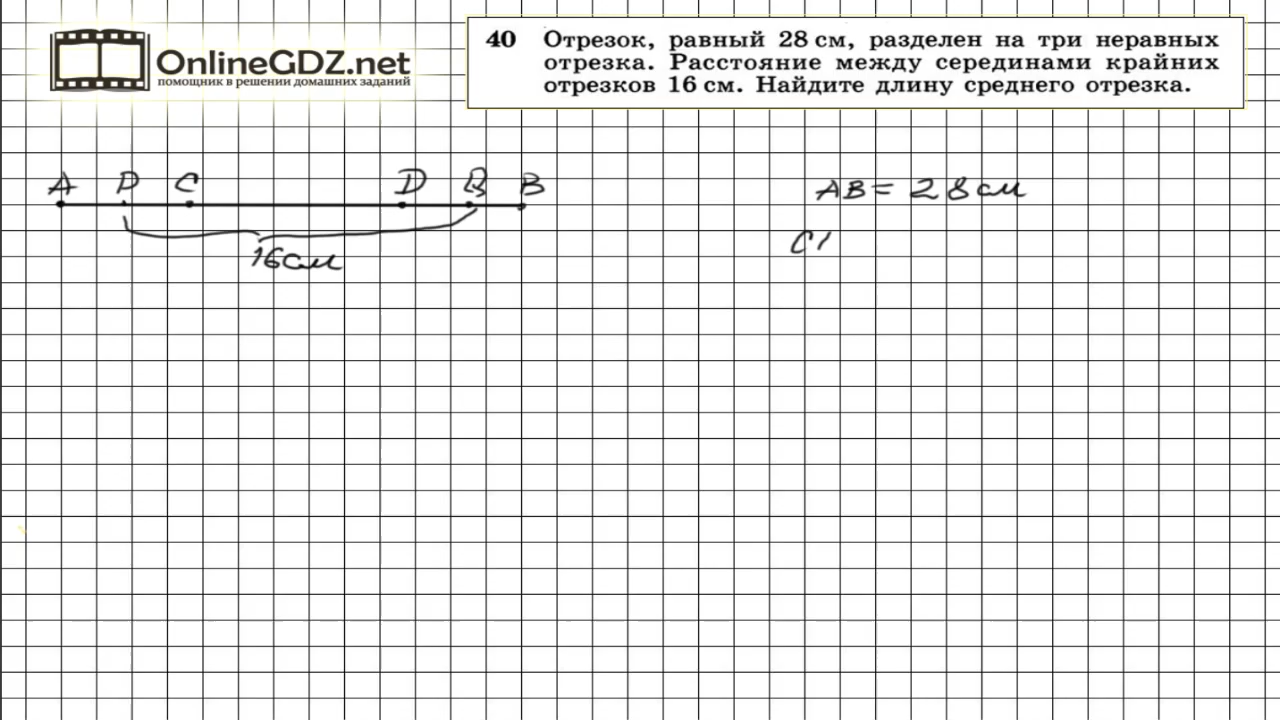 OnlineGDZ.net
помощник в решении домашних заданий
40 Отрезок, равный 28 см, разделен на три неравных
отрезка. Расстояние между серединами крайних
отрезков 16 см. Найдите длину среднего отрезка.
A P C D Q B
16см
AB = 28 см